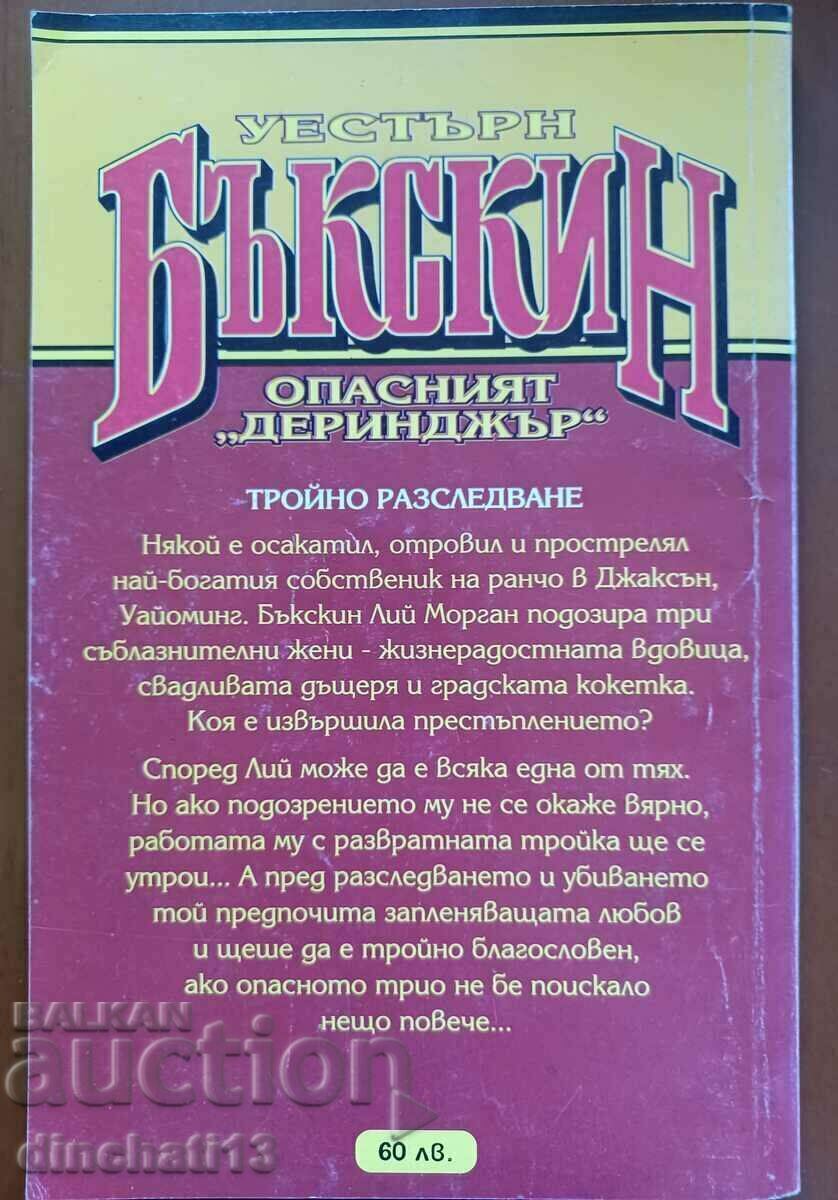 УЕСТЪРН
БЪКСКИН
ОПАСНИЯТ
„ДЕРИНДЖЪР“
ТРОЙНО РАЗСЛЕДВАНЕ
Някой е осакатил, отровил и прострелял
най-богатия собственик на ранчо в Джаксън,
Уайоминг. Бъкскин Лий Морган подозира три
съблазнителни жени - жизнерадостната вдовица,
свадливата дъщеря и градската кокетка.
Коя е извършила престъплението?
Според Лий може да е всяка една от тях.
Но ако подозрението му не се окаже вярно,
работата му с развратната тройка ще се
утрои... А пред разследването и убиването
той предпочита запленяващата любов
и щеше да е тройно благословен,
ако опасното трио не бе поискало
нещо повече...
BALKAN
auction
dinchati13
60 лв.